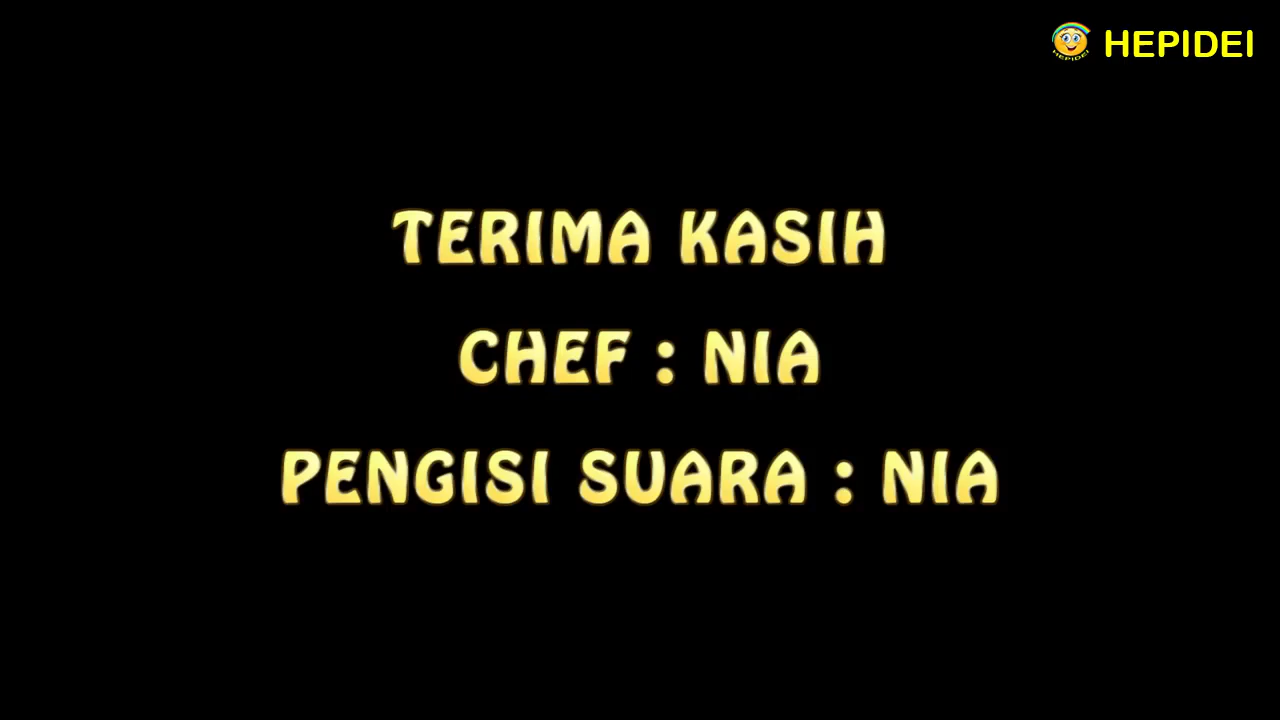 HEPIDEI
TERIMA KASIH
CHEF : NIA
PENGISI SUARA : NIA